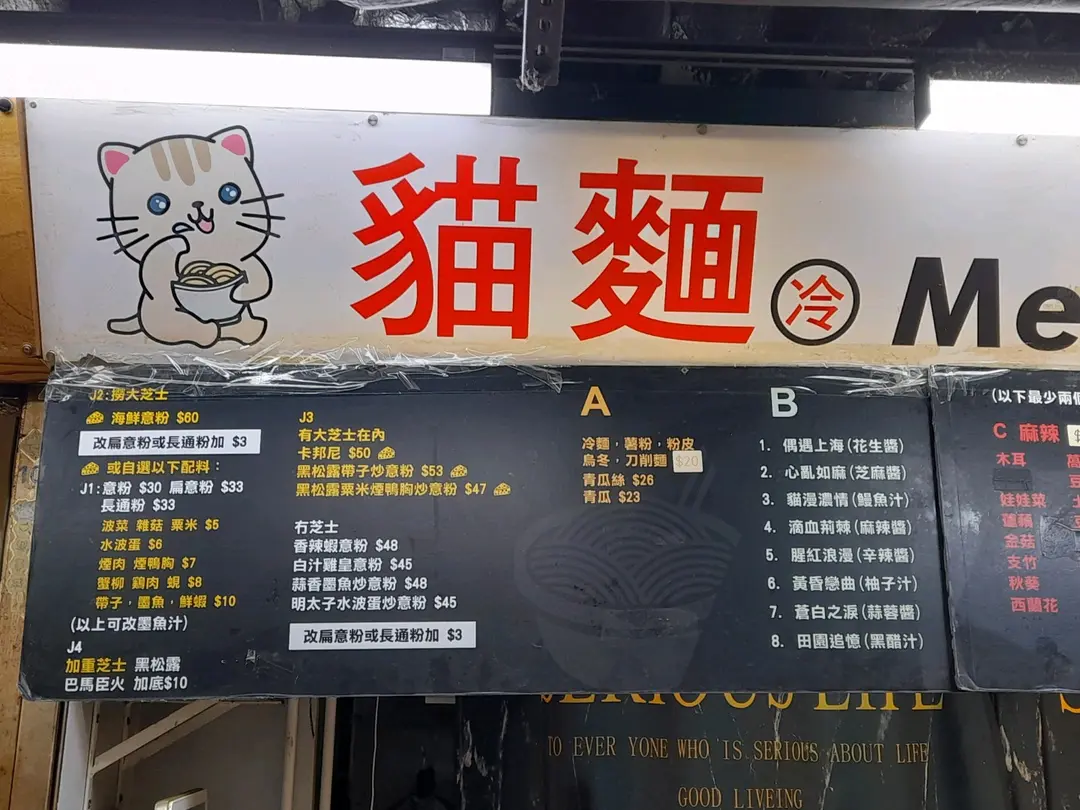 貓麵
冷
Me
J2:撈大芝士
海鮮意粉 $60
改扁意粉或長通粉加 $3
或自選以下配料：
J1:意粉 $30 扁意粉 $33
長通粉 $33
菠菜 雜菇 粟米 $5
水波蛋 $6
煙肉 煙鴨胸 $7
蟹柳 鷄肉 蜆 $8
帶子，墨魚，鮮蝦 $10
(以上可改墨魚汁)
J4
加重芝士 黑松露
巴馬臣火 加底$10
J3
有大芝士在內
卡邦尼 $50
黑松露帶子炒意粉 $53
黑松露粟米煙鴨胸炒意粉 $47
冇芝士
香辣蝦意粉 $48
白汁雞皇意粉 $45
蒜香墨魚炒意粉 $48
明太子水波蛋炒意粉 $45
改扁意粉或長通粉加 $3
A
冷麵，薯粉，粉皮
烏冬，刀削麵 $20
青瓜絲 $26
青瓜 $23
B
1. 偶遇上海(花生醬)
2. 心亂如麻(芝麻醬)
3. 貓漫濃情(鰻魚汁)
4. 滴血荊棘(麻辣醬)
5. 腥紅浪漫(辛辣醬)
6. 黃昏戀曲(柚子汁)
7. 蒼白之淚(蒜蓉醬)
8. 田園追憶(黑醋汁)
(以下最少兩個
C 麻辣
木耳
娃娃菜
蓮藕
金菇
支竹
秋葵
西蘭花
SERIOUS LIFE
TO EVER YONE WHO IS SERIOUS ABOUT LIFE
GOOD LIVEING